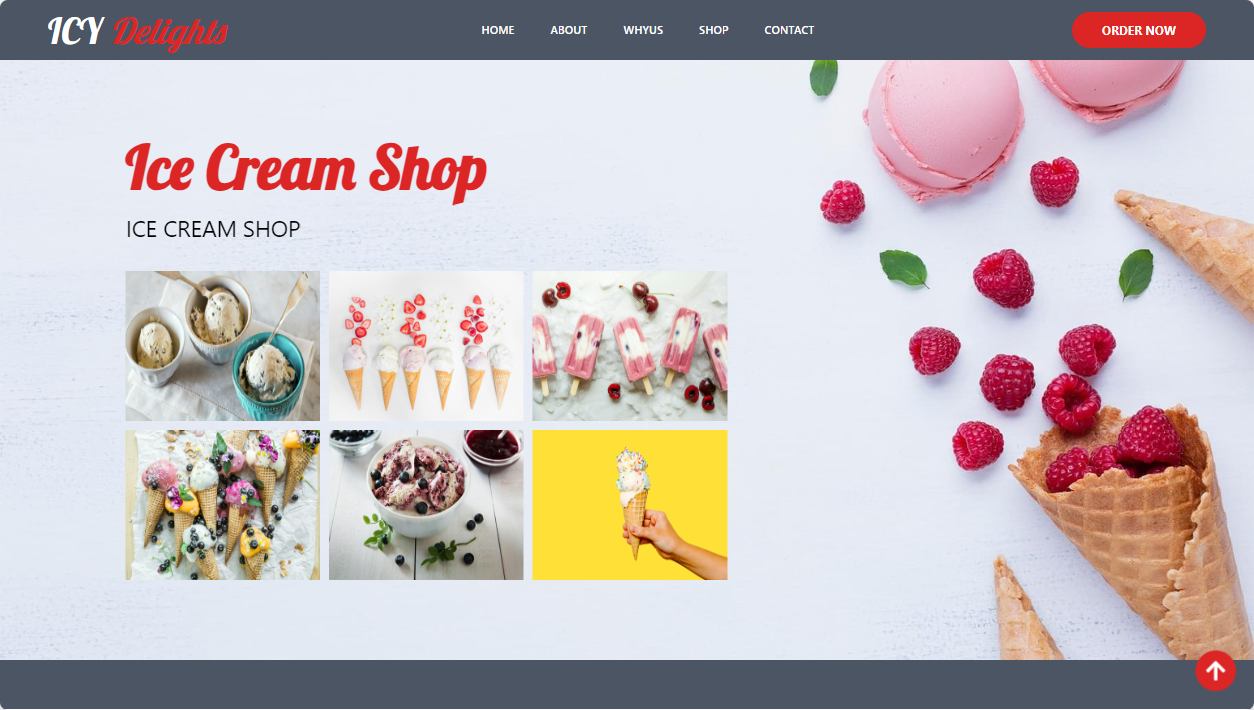 ICY Delights
HOME ABOUT WHYUS SHOP CONTACT
ORDER NOW
Ice Cream Shop
ICE CREAM SHOP